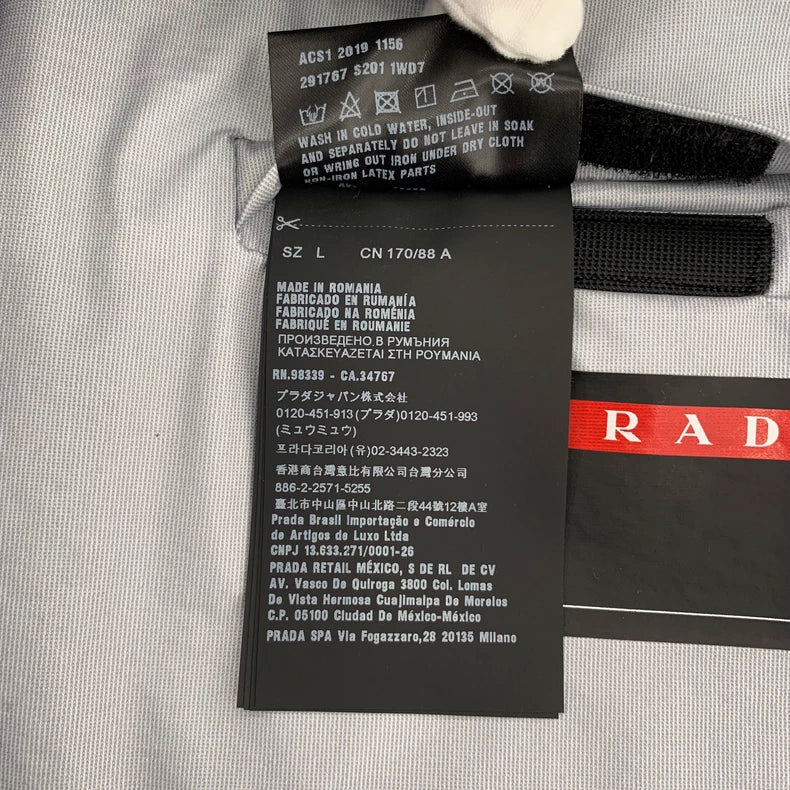 ACS1 2019 1156
291767 S201 1WD7
WASH IN COLD WATER, INSIDE-OUT
AND SEPARATELY DO NOT LEAVE IN SOAK
OR WRING OUT IRON UNDER DRY CLOTH
NON-IRON LATEX PARTS
SZ L CN 170/88 A
MADE IN ROMANIA
FABRICADO EN RUMANÍA
FABRICADO NA ROMÉNIA
FABRIQUÉ EN ROUMANIE
ПРОИЗВЕДЕНО В РУМЪНИЯ
ΚΑΤΑΣΚΕΥΑΖΕΤΑΙ ΣΤΗ ΡΟΥΜΑΝΙΑ
RN.98339 - CA.34767
プラダジャパン株式会社
0120-451-913(プラダ)0120-451-993
(ミュウミュウ)
프라다코리아(유)02-3443-2323
香港商台灣意比有限公司台灣分公司
886-2-2571-5255
臺北市中山區中山北路二段44號12樓A室
Prada Brasil Importação e Comércio
de Artigos de Luxo Ltda
CNPJ 13.633.271/0001-26
PRADA RETAIL MÉXICO, S DE RL DE CV
AV. Vasco De Quiroga 3800 Col. Lomas
De Vista Hermosa Cuajimalpa De Morelos
C.P. 05100 Ciudad De México-México
PRADA SPA Via Fogazzaro,28 20135 Milano
RAD